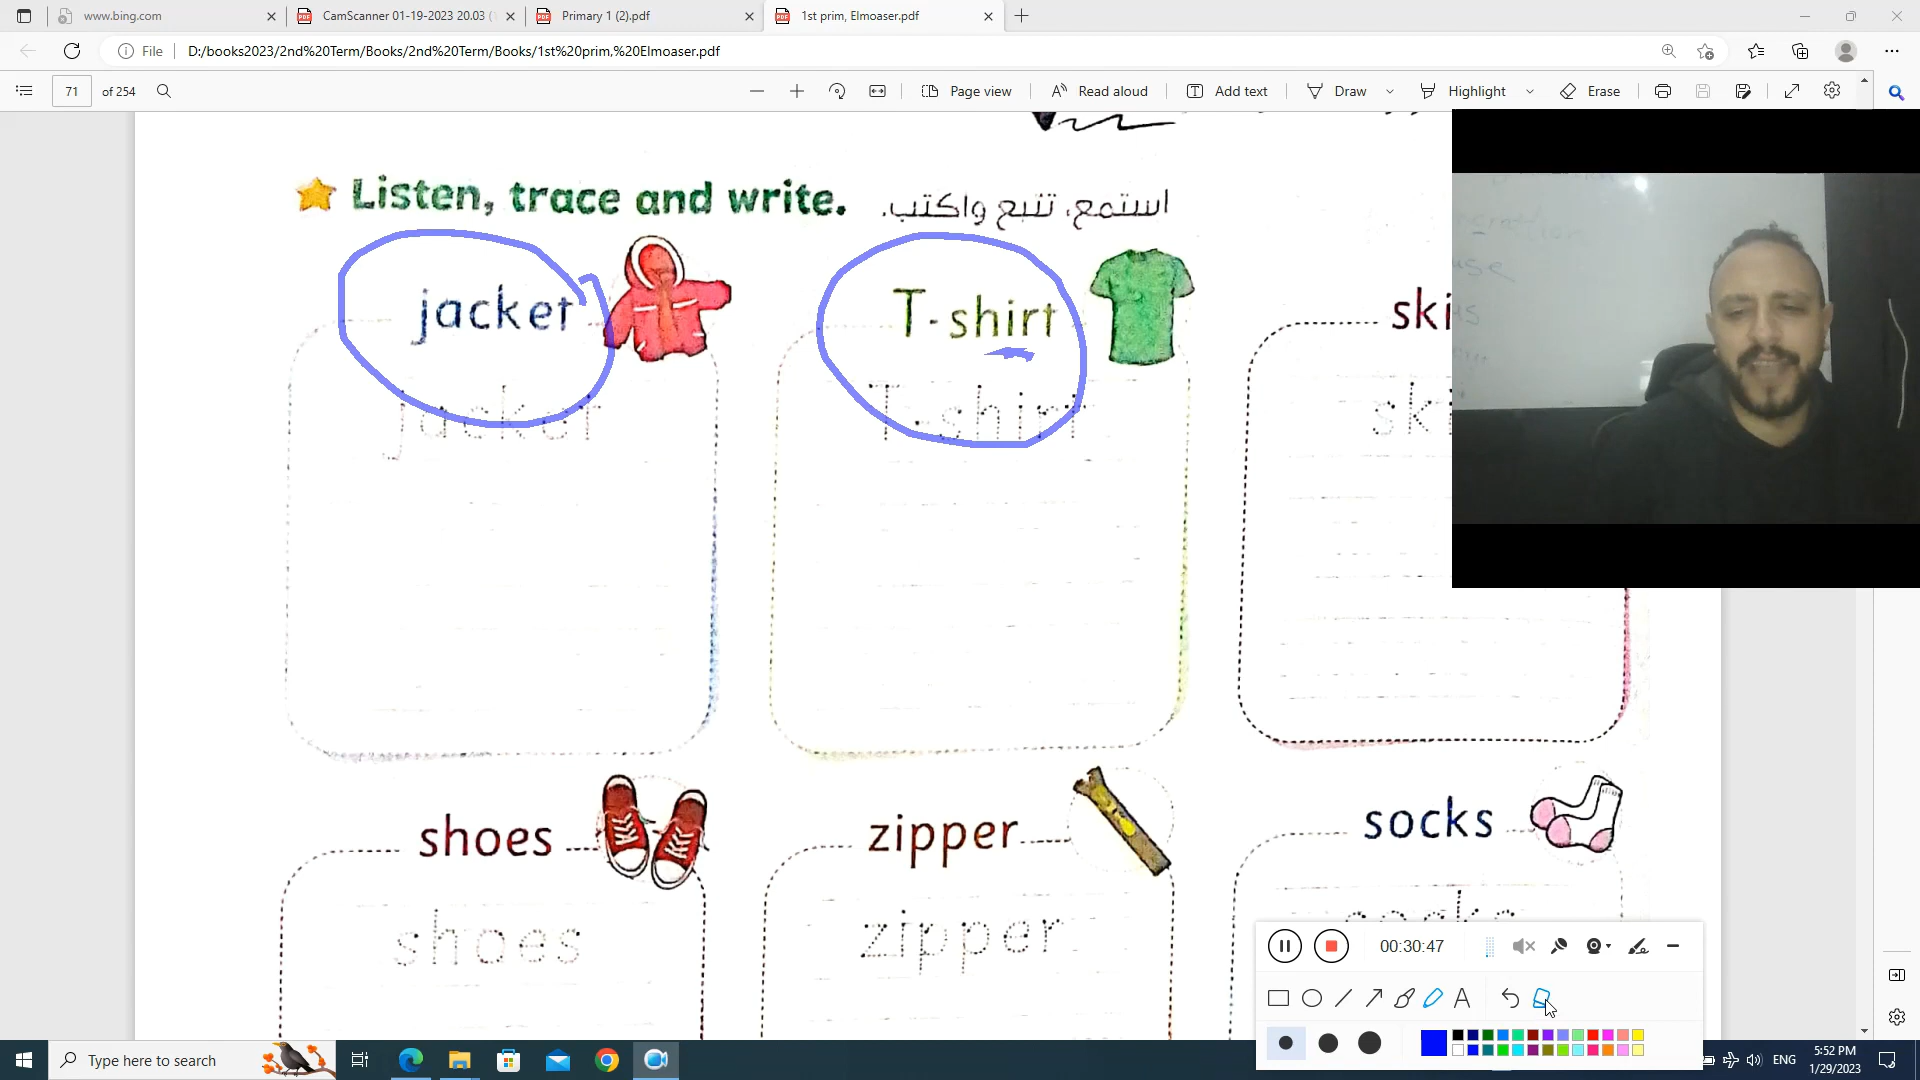 www.bing.com
CamScanner 01-19-2023 20.03 (
Primary 1 (2).pdf
1st prim, Elmoaser.pdf
File
D:/books2023/2nd%20Term/Books/2nd%20Term/Books/1st%20prim,%20Elmoaser.pdf
71 of 254
Page view
Read aloud
Add text
Draw
Highlight
Erase
Listen, trace and write.
استمع، تتبع واكتب.
jacket
T-shirt
ski
jacket
T-shirt
ski
shoes
zipper
socks
shoes
zipper
socks
00:30:47
Type here to search
ENG
5:52 PM
1/29/2023